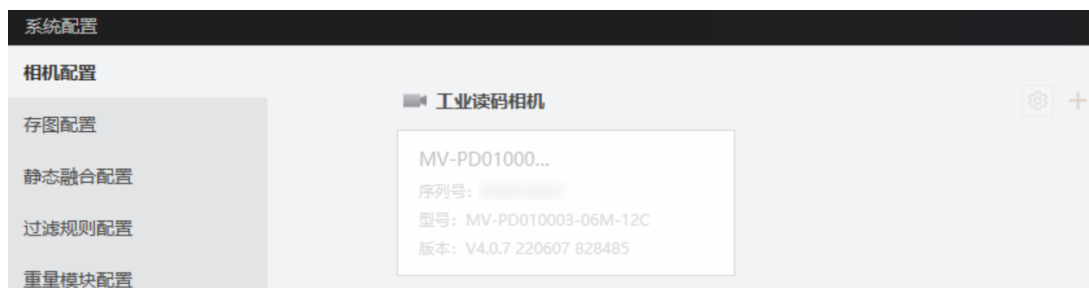 系统配置
相机配置
存图配置
静态融合配置
过滤规则配置
重量模块配置
工业读码相机
MV-PD01000...
序列号:
型号: MV-PD010003-06M-12C
版本: V4.0.7 220607 828485